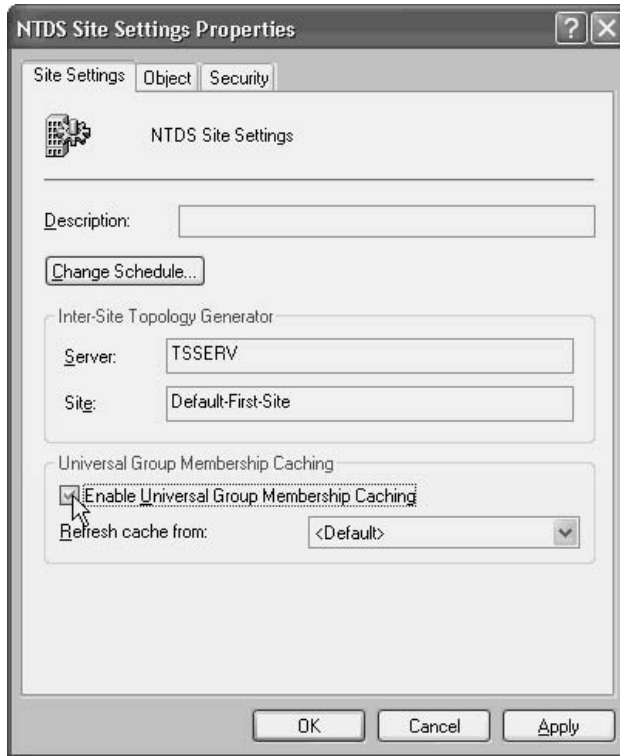 NTDS Site Settings Properties
Site Settings Object Security
NTDS Site Settings
Description:
Change Schedule...
Inter-Site Topology Generator
Server: TSSERV
Site: Default-First-Site
Universal Group Membership Caching
Enable Universal Group Membership Caching
Refresh cache from: <Default>
OK Cancel Apply